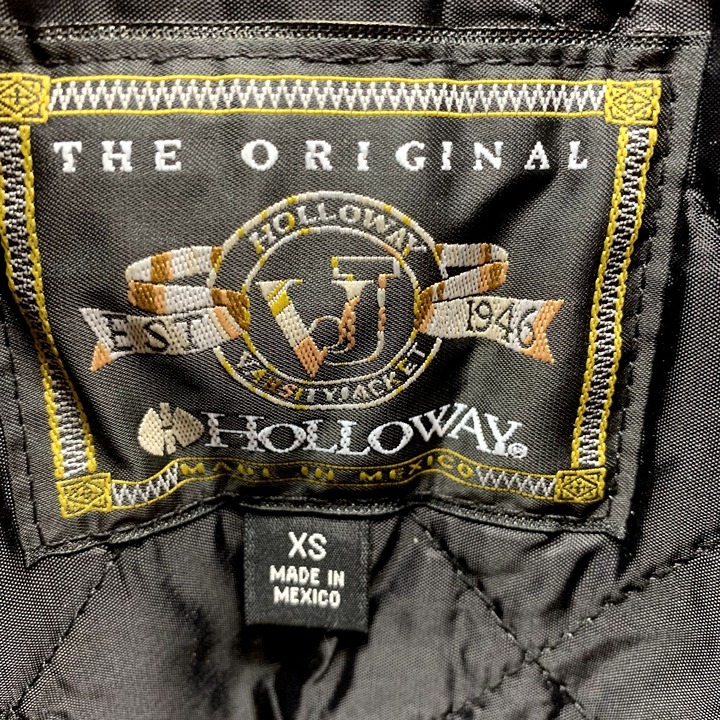 THE ORIGINAL
HOLLOWAY
VJ
EST
1946
VARSITY JACKET
HOLLOWAY®
MADE IN MEXICO
XS
MADE IN
MEXICO